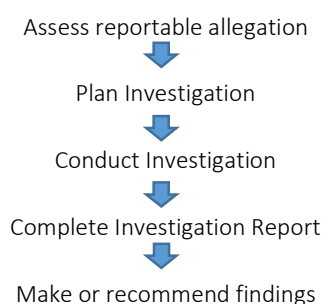 Assess reportable allegation
Plan Investigation
Conduct Investigation
Complete Investigation Report
Make or recommend findings